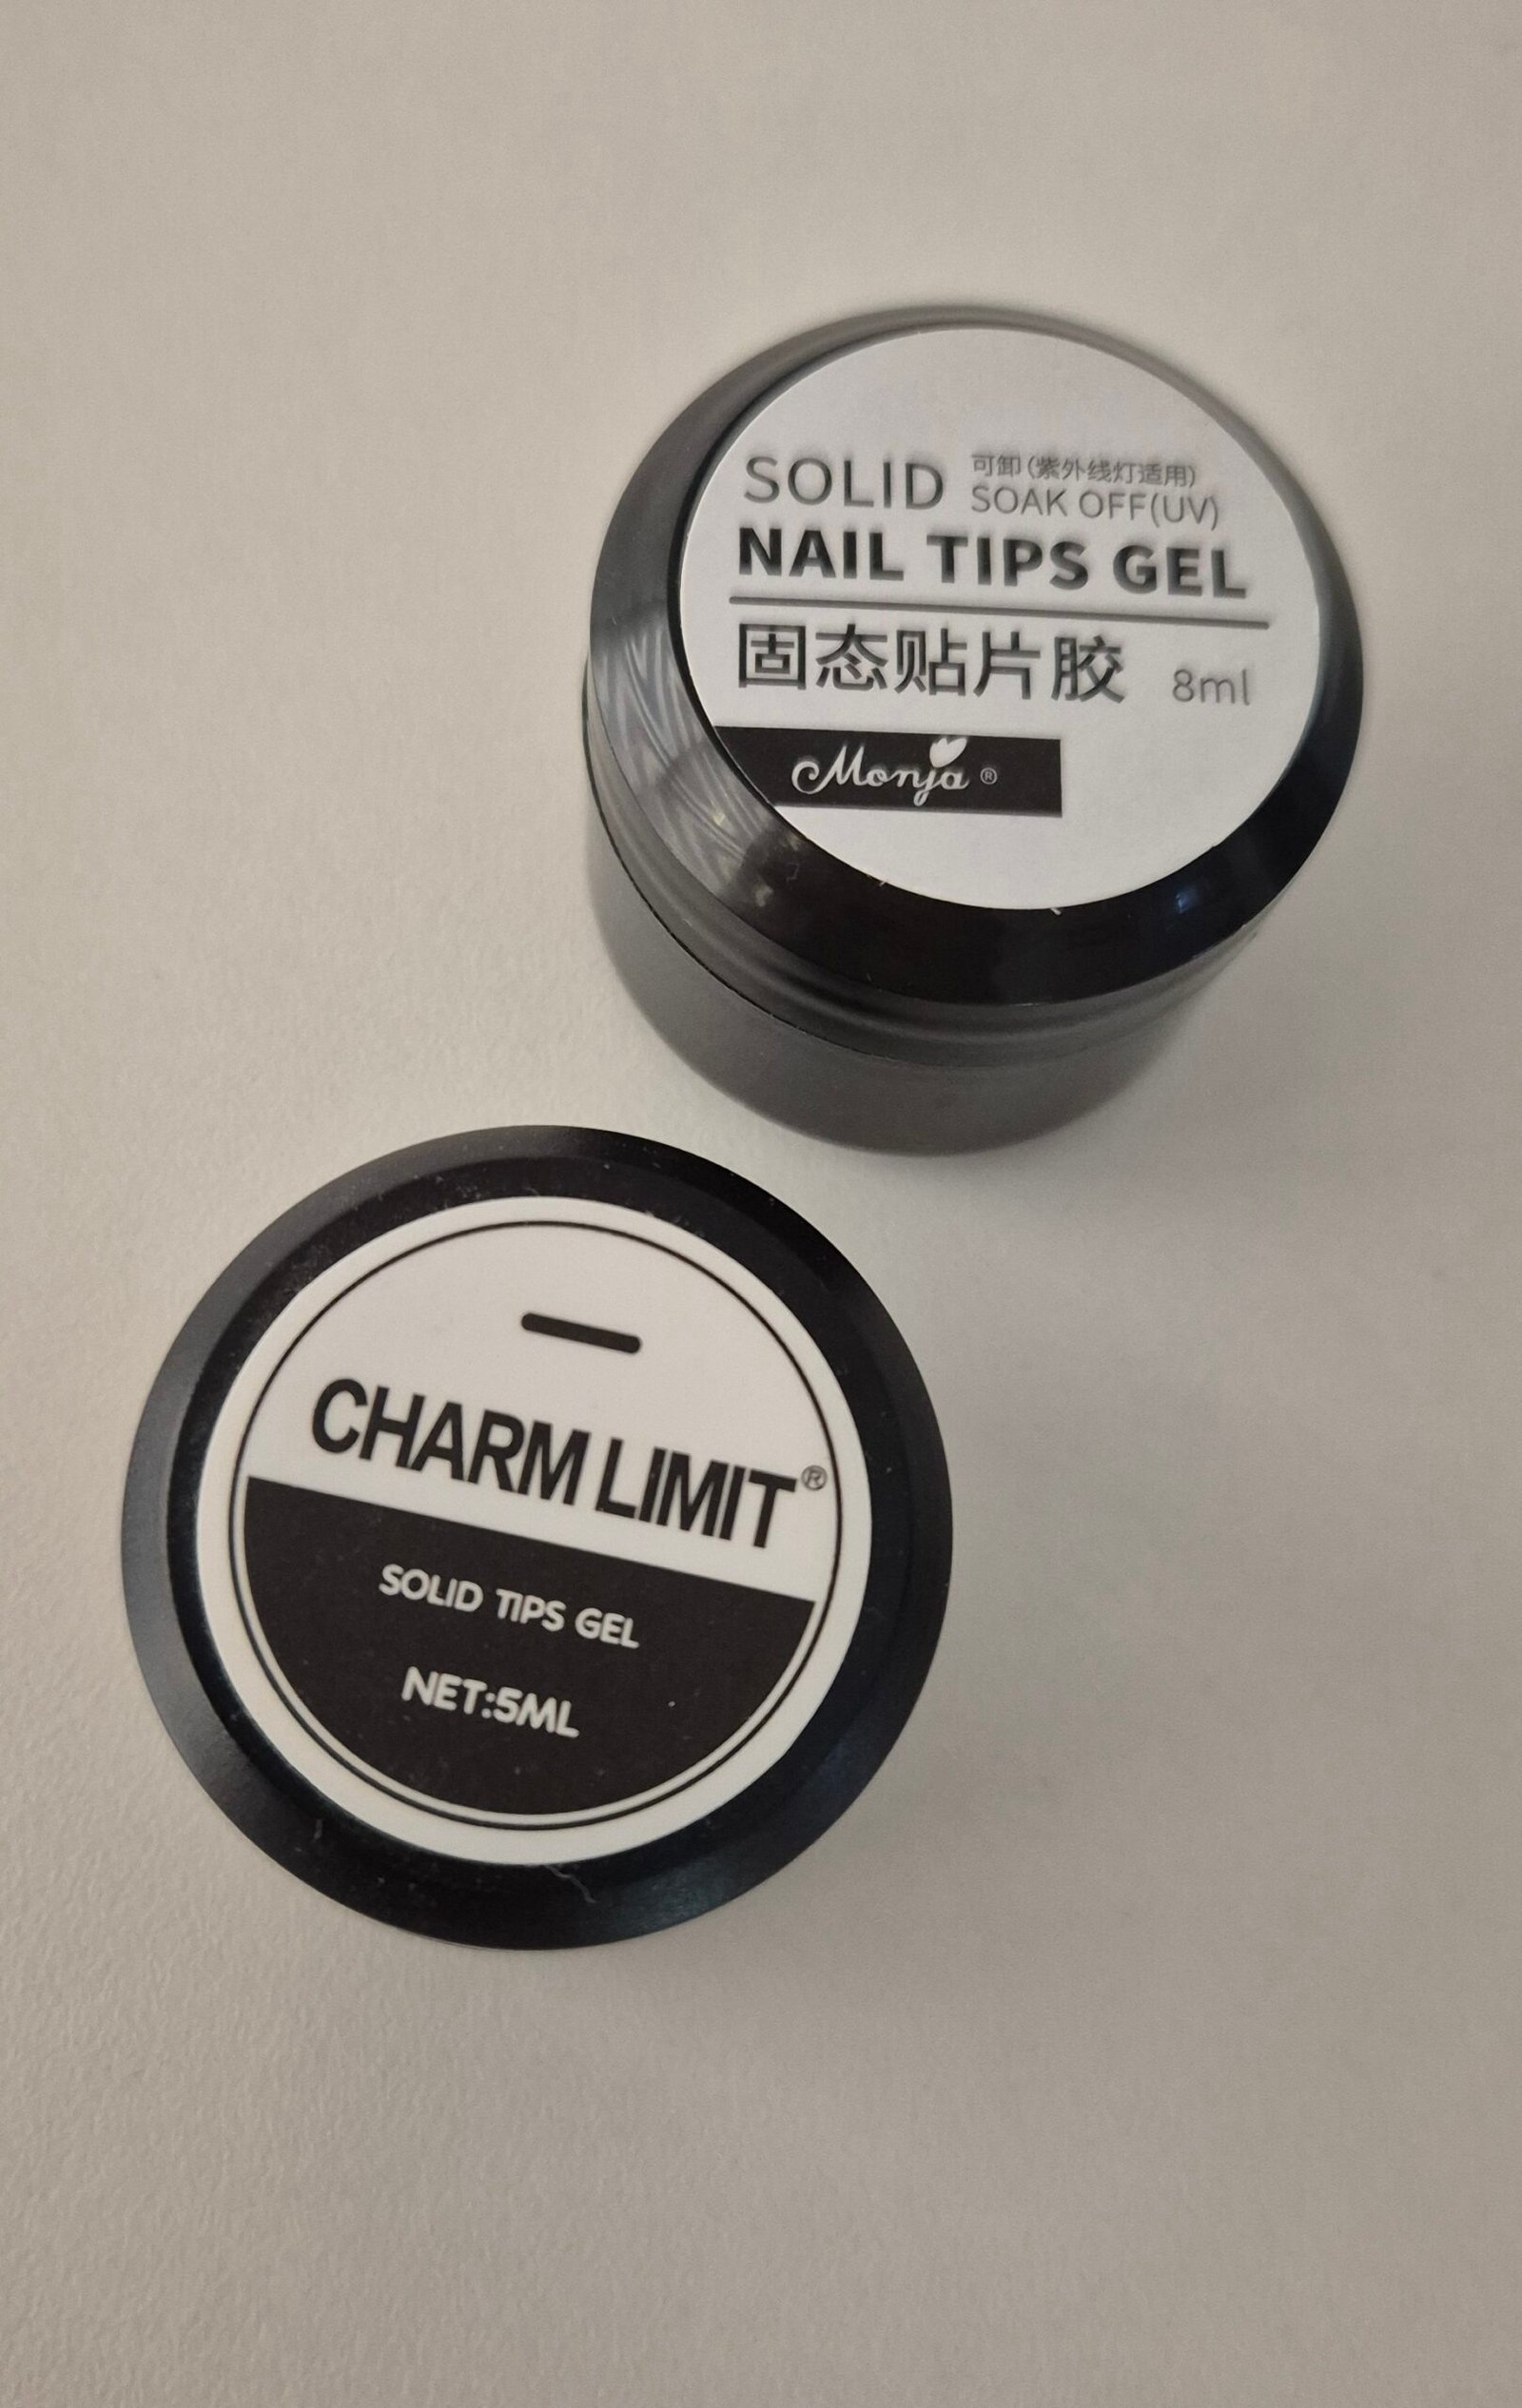 SOLID 可卸(紫外线灯适用)
SOAK OFF(UV)
NAIL TIPS GEL
固态贴片胶 8ml
Monja ®
CHARM LIMIT®
SOLID TIPS GEL
NET:5ML